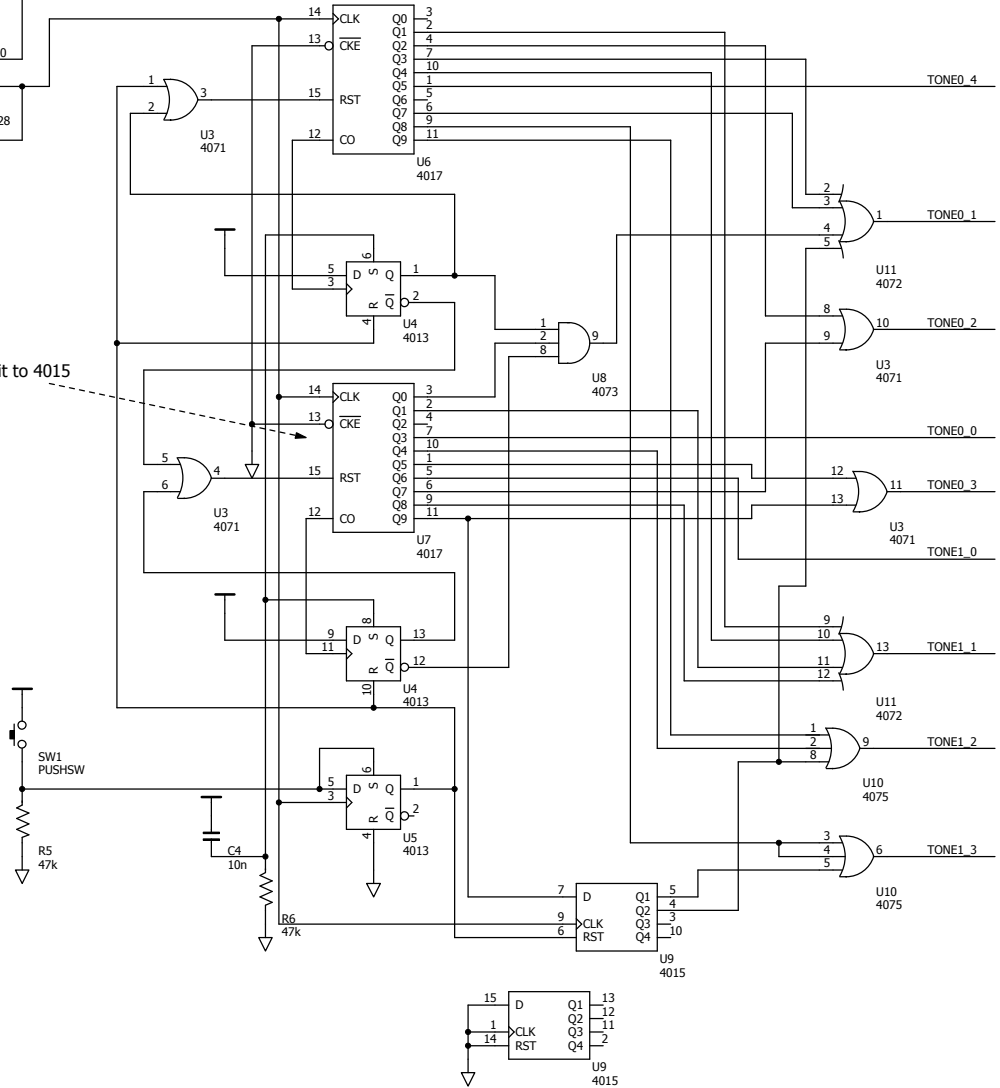 0
28
14 CLK Q0 3
Q1 2
13 CKE Q2 4
Q3 7
Q4 10
15 RST Q5 1 TONE0_4
Q6 5
Q7 6
Q8 9
12 CO Q9 11
U6
4017
1
2
3
U3
4071
2
3
4
5
1 TONE0_1
U11
4072
6
5 D S Q 1
3
R Q 2
4
U4
4013
1
2
8
9
U8
4073
8
9
10 TONE0_2
U3
4071
it to 4015
14 CLK Q0 3
Q1 2
13 CKE Q2 4
Q3 7 TONE0_0
Q4 10
Q5 1
15 RST Q6 5
Q7 6
Q8 9
12 CO Q9 11
U7
4017
5
6
4
U3
4071
12
13
11 TONE0_3
U3
4071
TONE1_0
8
9 D S Q 13
11
R Q 12
10
U4
4013
9
10
11
12
13 TONE1_1
U11
4072
SW1
PUSHSW
1
2
8
9 TONE1_2
U10
4075
6
5 D S Q 1
3
R Q 2
4
U5
4013
R5
47k
C4
10n
R6
47k
3
4
5
6 TONE1_3
U10
4075
7 D Q1 5
Q2 4
9 CLK Q3 3
6 RST Q4 10
U9
4015
15 D Q1 13
Q2 12
1 CLK Q3 11
14 RST Q4 2
U9
4015